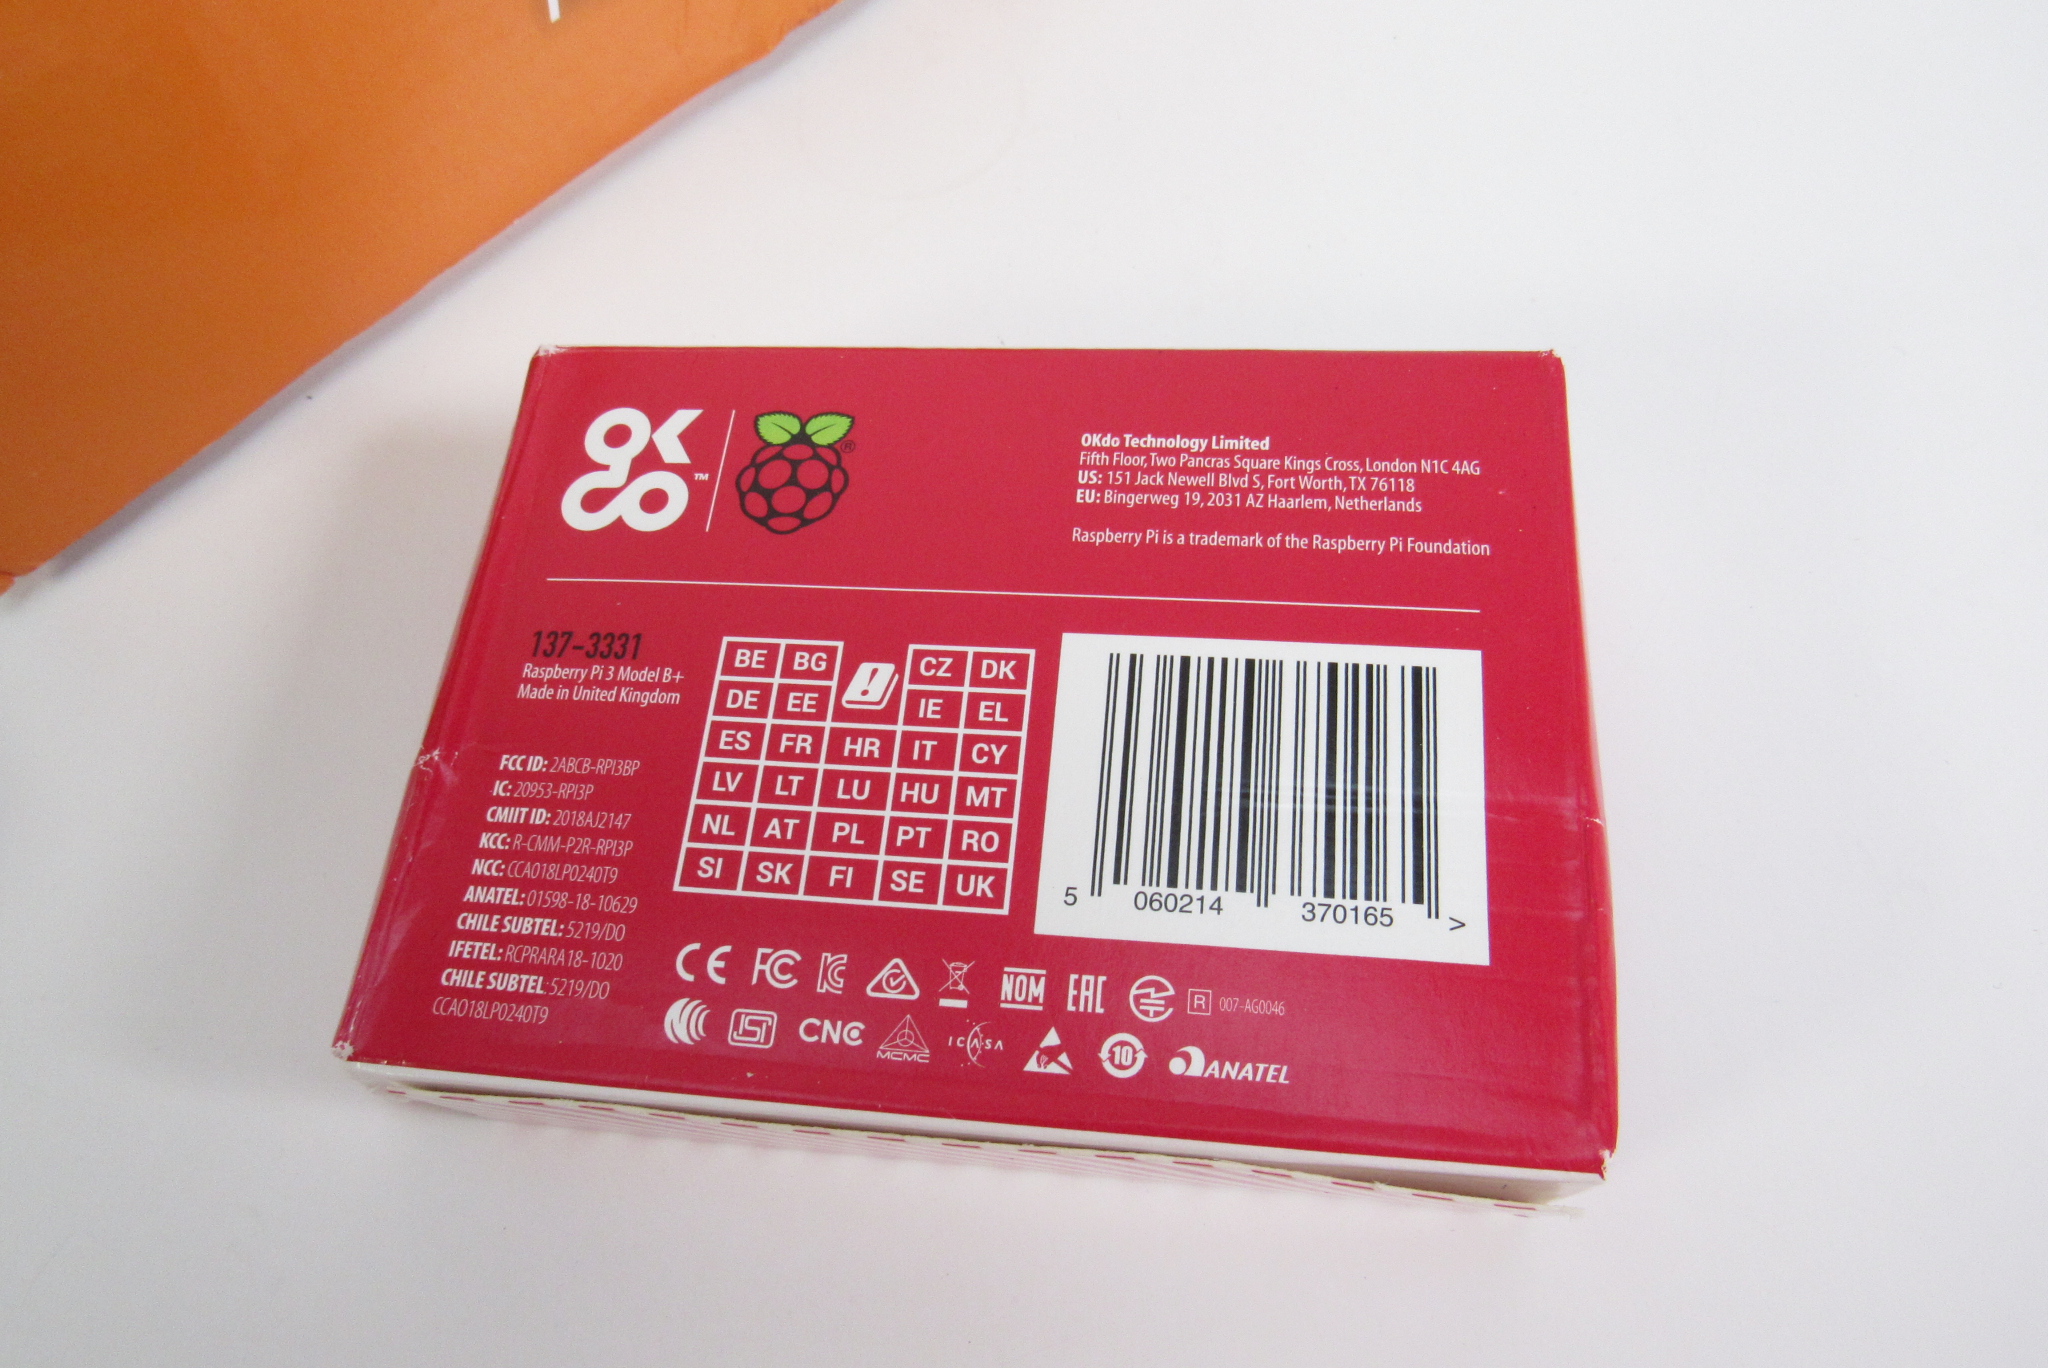 OKdo™
®
OKdo Technology Limited
Fifth Floor, Two Pancras Square Kings Cross, London N1C 4AG
US: 151 Jack Newell Blvd S, Fort Worth, TX 76118
EU: Bingerweg 19, 2031 AZ Haarlem, Netherlands
Raspberry Pi is a trademark of the Raspberry Pi Foundation
137-3331
Raspberry Pi 3 Model B+
Made in United Kingdom
FCC ID: 2ABCB-RPI3BP
IC: 20953-RPI3P
CMIIT ID: 2018AJ2147
KCC: R-CMM-P2R-RPI3P
NCC: CCAO18LP0240T9
ANATEL: 01598-18-10629
CHILE SUBTEL: 5219/DO
IFETEL: RCPRARA18-1020
CHILE SUBTEL: 5219/DO
CCAO18LP0240T9
BE BG ! CZ DK
DE EE IE EL
ES FR HR IT CY
LV LT LU HU MT
NL AT PL PT RO
SI SK FI SE UK
5 060214 370165 >
CE FC KC NOM EAC R 007-AG0046
NCC ISI CNC MCMC ICASA 10 ANATEL